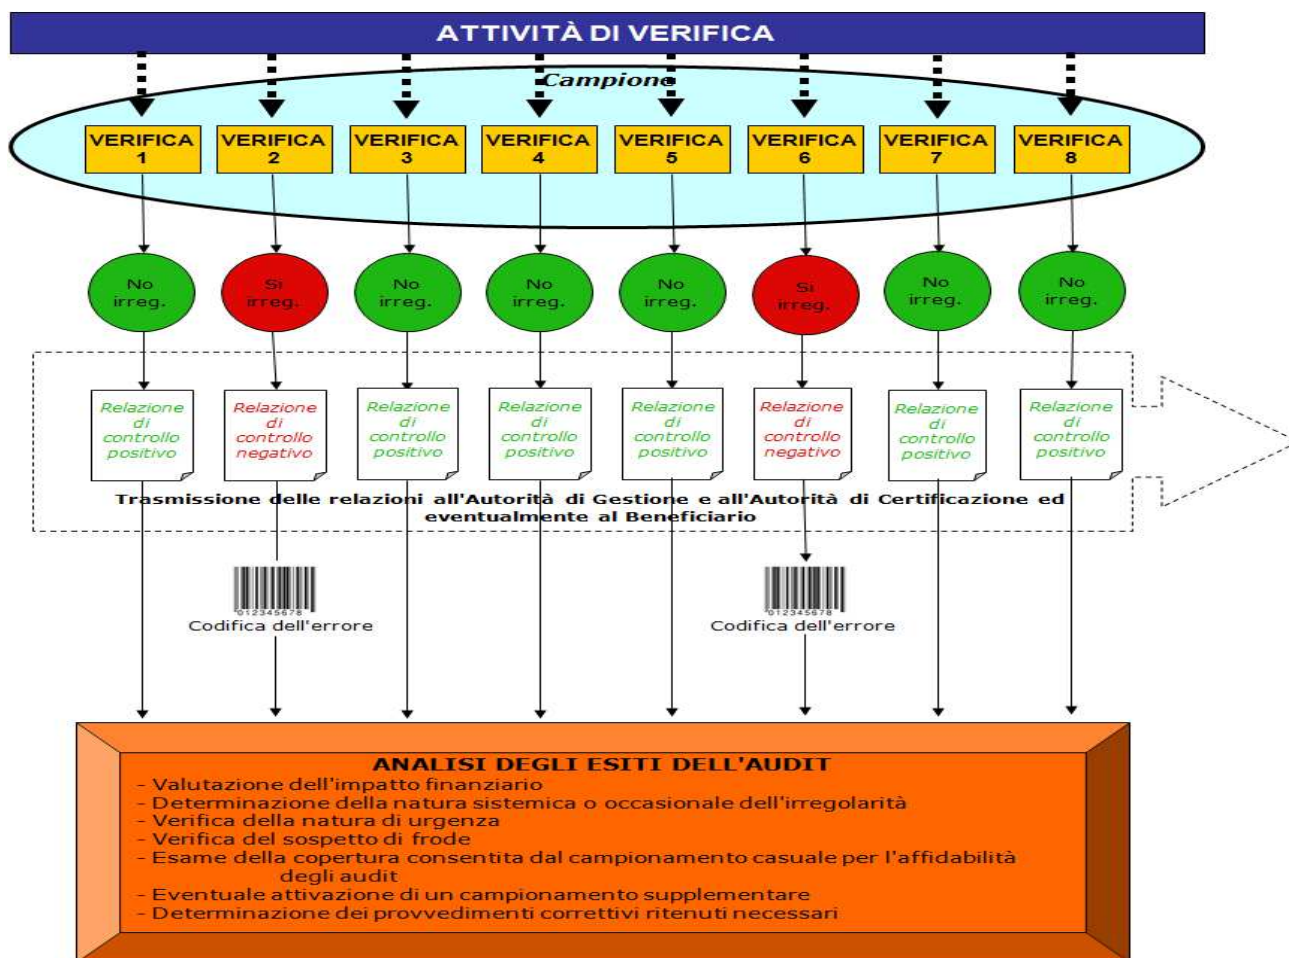 ATTIVITÀ DI VERIFICA
Campione
VERIFICA
1
VERIFICA
2
VERIFICA
3
VERIFICA
4
VERIFICA
5
VERIFICA
6
VERIFICA
7
VERIFICA
8
No
irreg.
Si
irreg.
No
irreg.
No
irreg.
No
irreg.
Si
irreg.
No
irreg.
No
irreg.
Relazione
di
controllo
positivo
Relazione
di
controllo
negativo
Relazione
di
controllo
positivo
Relazione
di
controllo
positivo
Relazione
di
controllo
positivo
Relazione
di
controllo
negativo
Relazione
di
controllo
positivo
Relazione
di
controllo
positivo
Trasmissione delle relazioni all'Autorità di Gestione e all'Autorità di Certificazione ed
eventualmente al Beneficiario
012345678
Codifica dell'errore
012345678
Codifica dell'errore
ANALISI DEGLI ESITI DELL'AUDIT
- Valutazione dell'impatto finanziario
- Determinazione della natura sistemica o occasionale dell'irregolarità
- Verifica della natura di urgenza
- Verifica del sospetto di frode
- Esame della copertura consentita dal campionamento casuale per l'affidabilità
degli audit
- Eventuale attivazione di un campionamento supplementare
- Determinazione dei provvedimenti correttivi ritenuti necessari